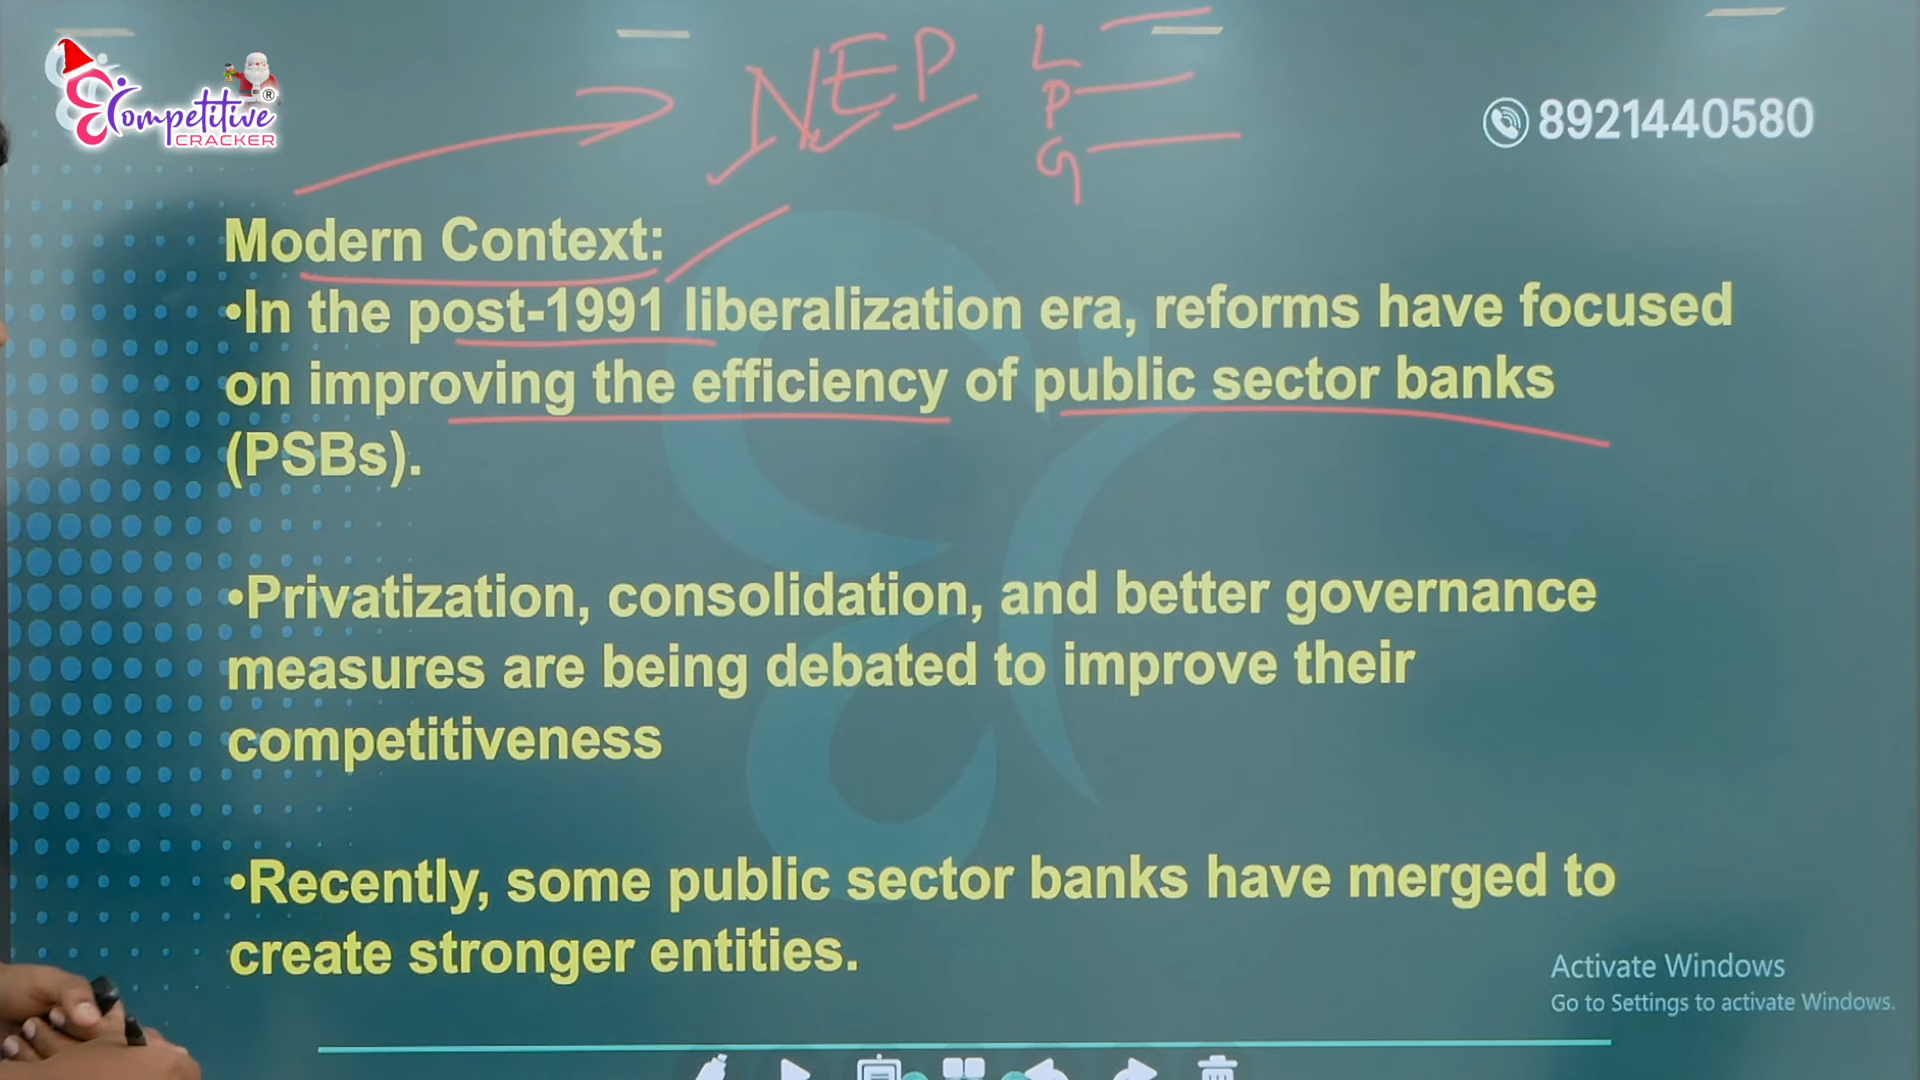 NEP
L
P
G
Competitive
CRACKER
®
8921440580
Modern Context:
•In the post-1991 liberalization era, reforms have focused
on improving the efficiency of public sector banks
(PSBs).
•Privatization, consolidation, and better governance
measures are being debated to improve their
competitiveness
•Recently, some public sector banks have merged to
create stronger entities.
Activate Windows
Go to Settings to activate Windows.